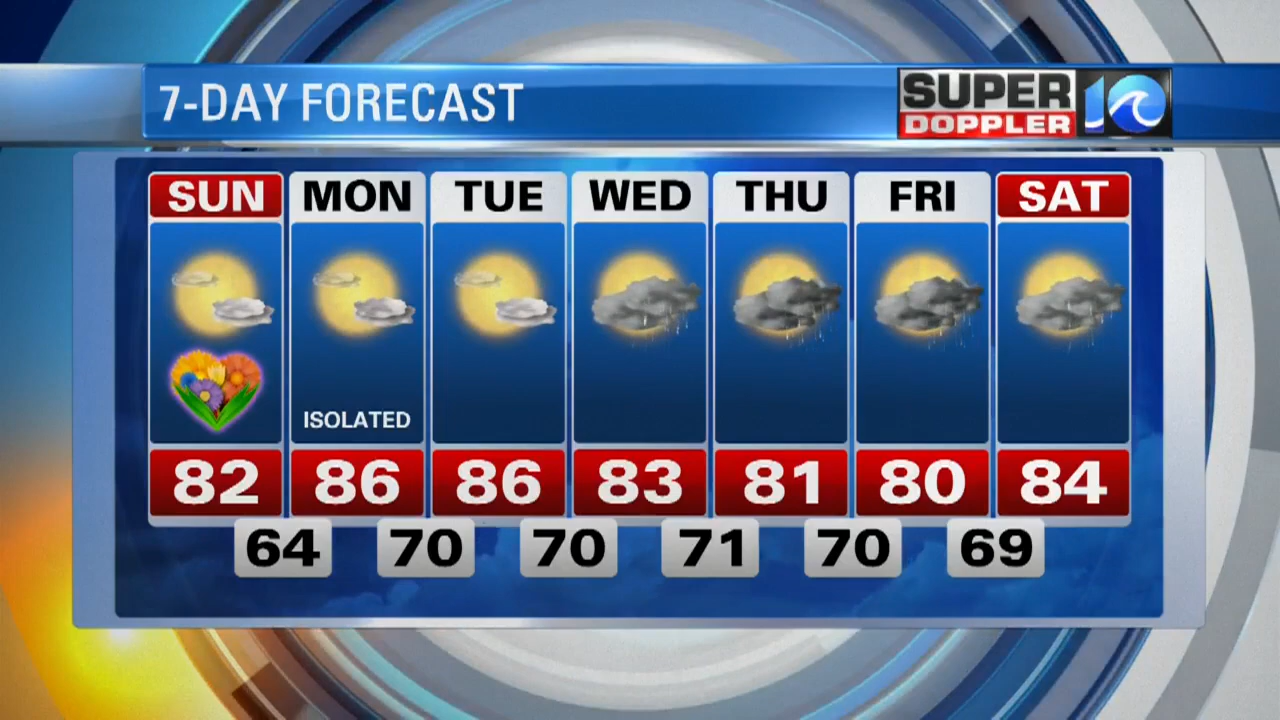 7-DAY FORECAST
SUPER
DOPPLER
10
SUN MON TUE WED THU FRI SAT
ISOLATED
82 86 86 83 81 80 84
64 70 70 71 70 69